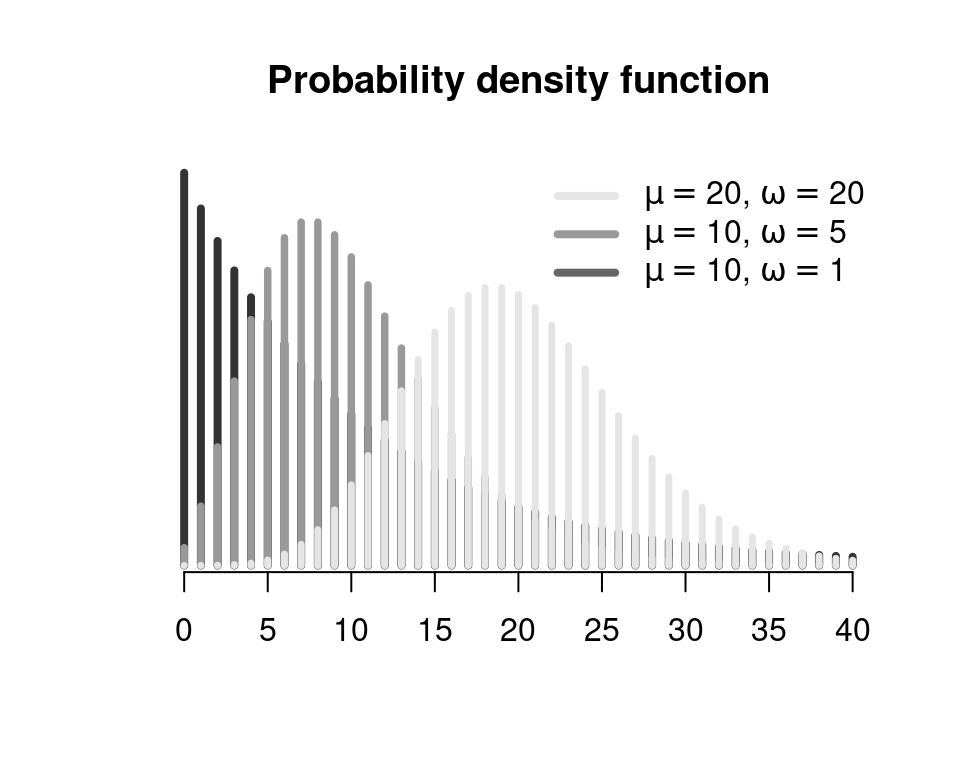 Probability density function
μ = 20, ω = 20
μ = 10, ω = 5
μ = 10, ω = 1
0 5 10 15 20 25 30 35 40